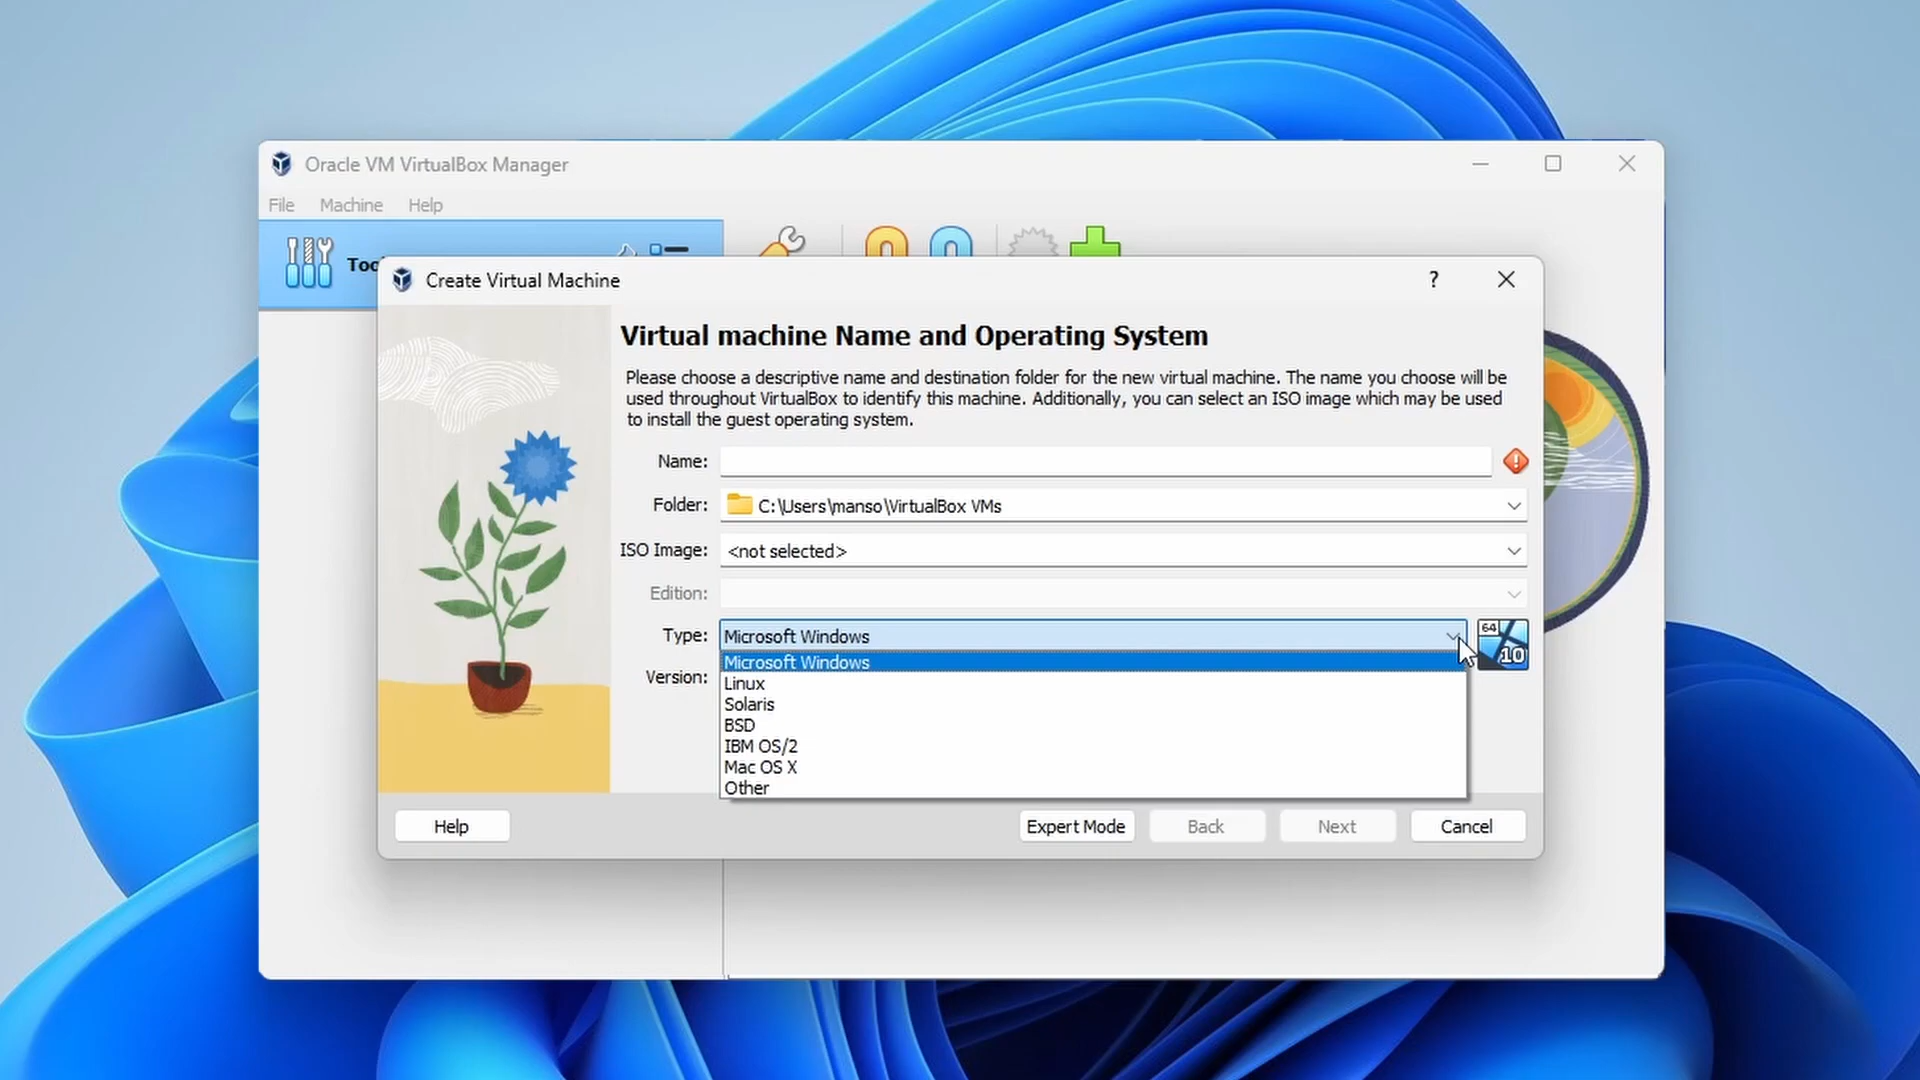 Oracle VM VirtualBox Manager
File Machine Help
Create Virtual Machine ?
Virtual machine Name and Operating System
Please choose a descriptive name and destination folder for the new virtual machine. The name you choose will be
used throughout VirtualBox to identify this machine. Additionally, you can select an ISO image which may be used
to install the guest operating system.
Name:
Folder: C:\Users\manso\VirtualBox VMs
ISO Image: <not selected>
Edition:
Type: Microsoft Windows 64 10
Microsoft Windows
Version:
Linux
Solaris
BSD
IBM OS/2
Mac OS X
Other
Help Expert Mode Back Next Cancel